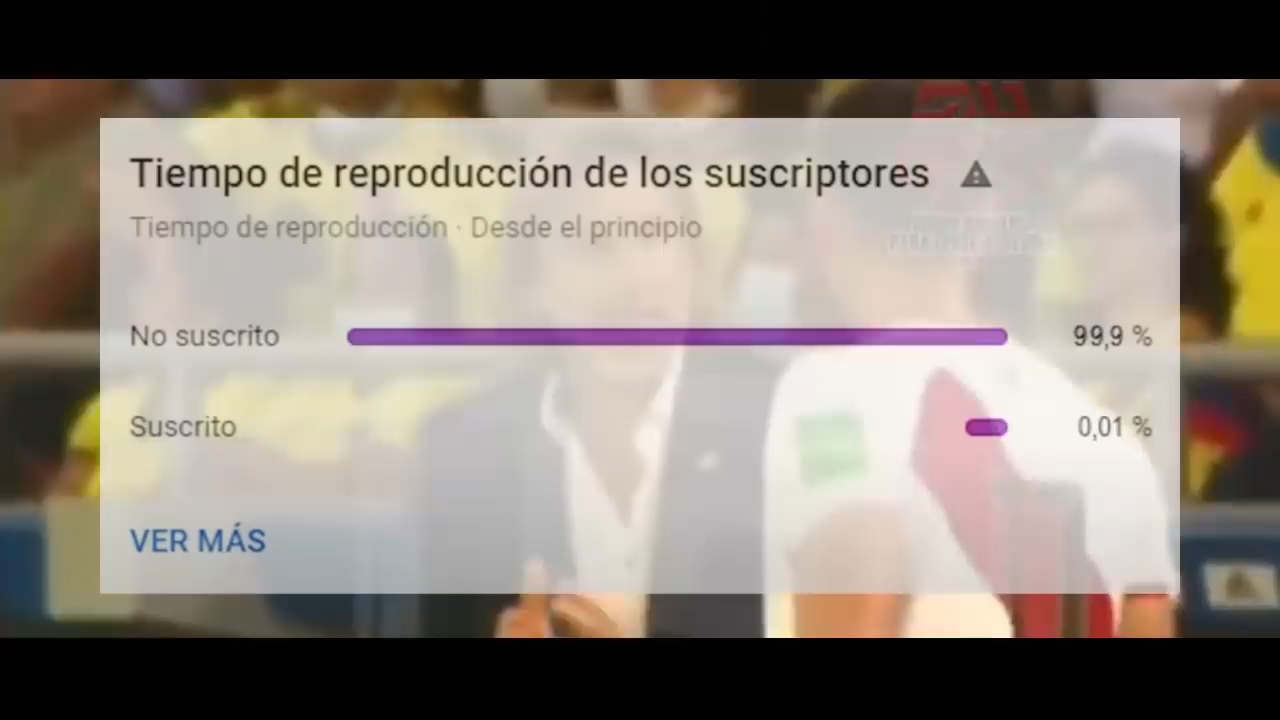 Tiempo de reproducción de los suscriptores
Tiempo de reproducción · Desde el principio
No suscrito 99,9 %
Suscrito 0,01 %
VER MÁS